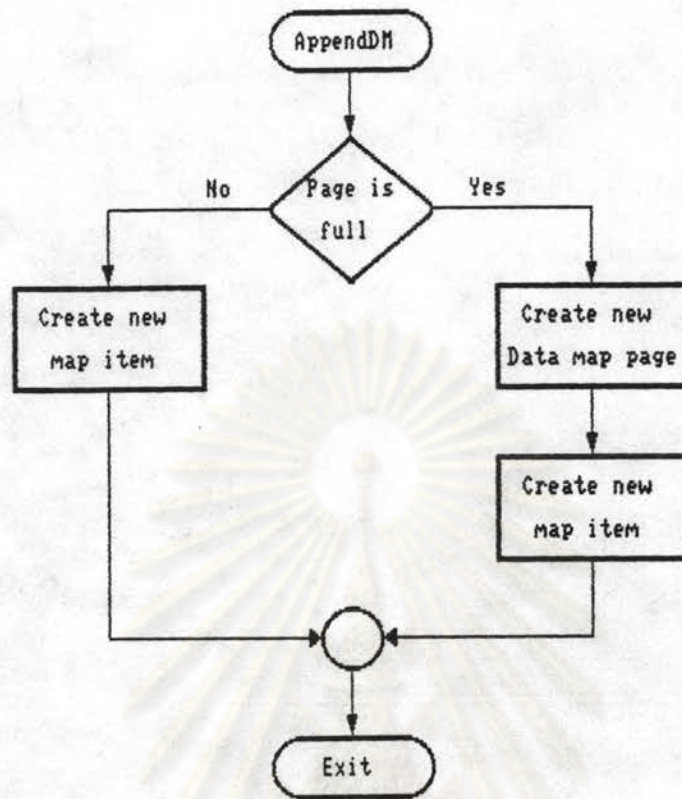 AppendDM
No
Page is
full
Yes
Create new
map item
Create new
Data map page
Create new
map item
Exit